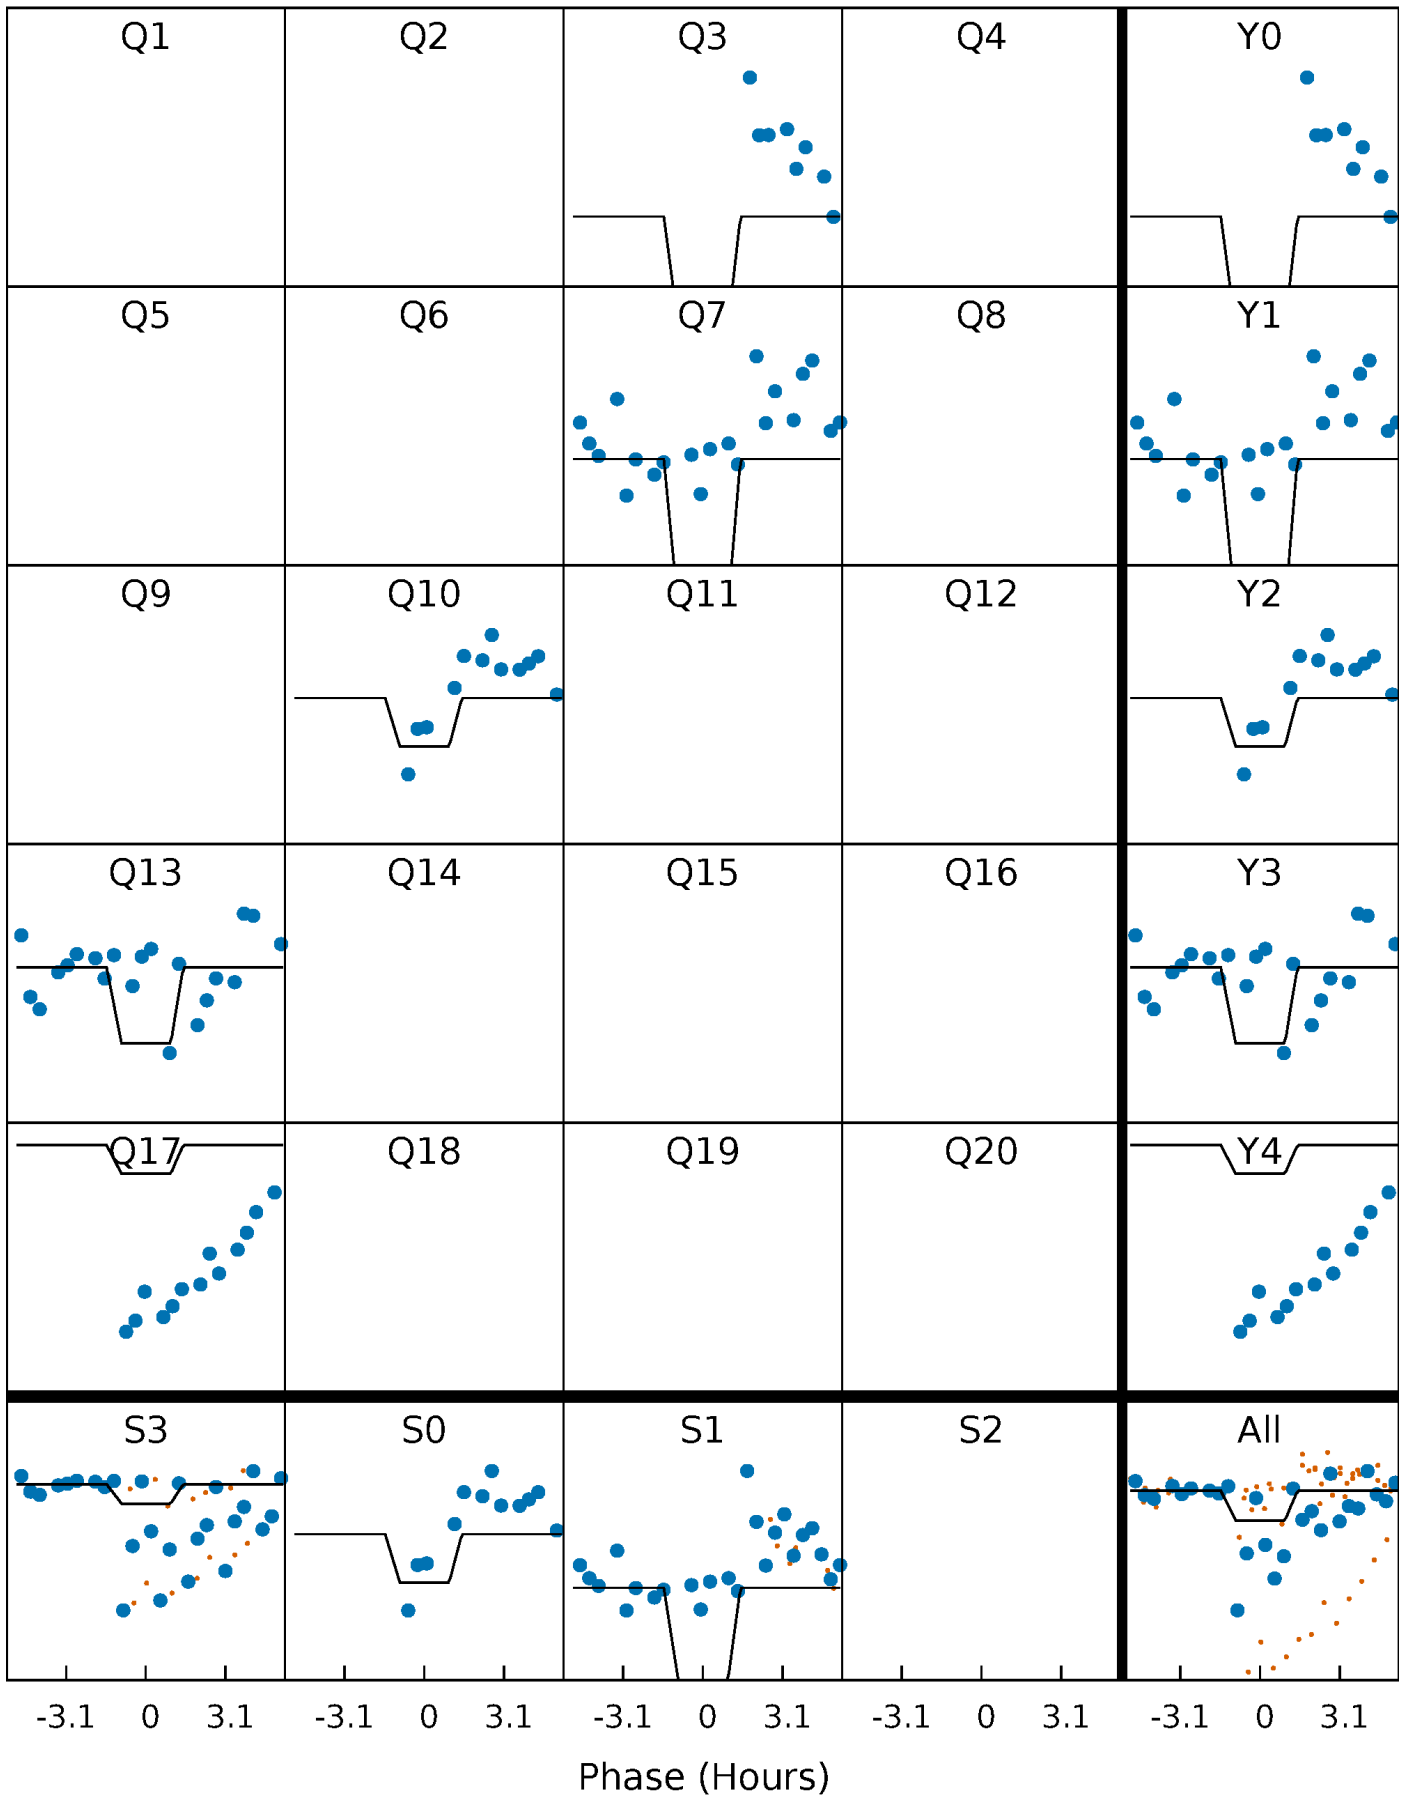 Q1 Q2 Q3 Q4 Y0
Q5 Q6 Q7 Q8 Y1
Q9 Q10 Q11 Q12 Y2
Q13 Q14 Q15 Q16 Y3
Q17 Q18 Q19 Q20 Y4
S3 S0 S1 S2 All
-3.1 0 3.1 -3.1 0 3.1 -3.1 0 3.1 -3.1 0 3.1 -3.1 0 3.1
Phase (Hours)